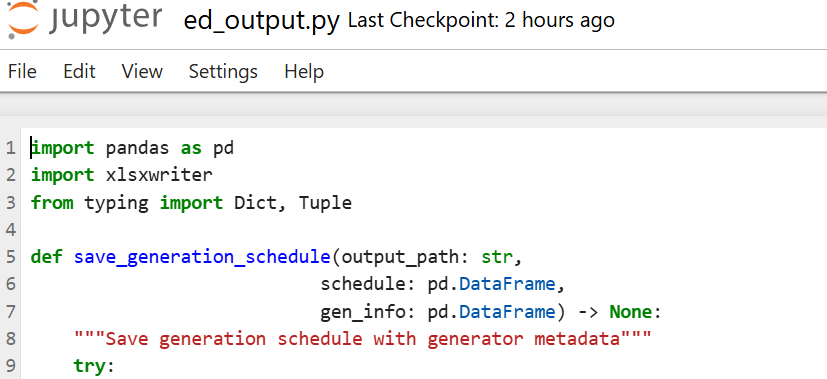 jupyter ed_output.py Last Checkpoint: 2 hours ago
File Edit View Settings Help
1 import pandas as pd
2 import xlsxwriter
3 from typing import Dict, Tuple
4
5 def save_generation_schedule(output_path: str,
6                            schedule: pd.DataFrame,
7                            gen_info: pd.DataFrame) -> None:
8     """Save generation schedule with generator metadata"""
9     try: